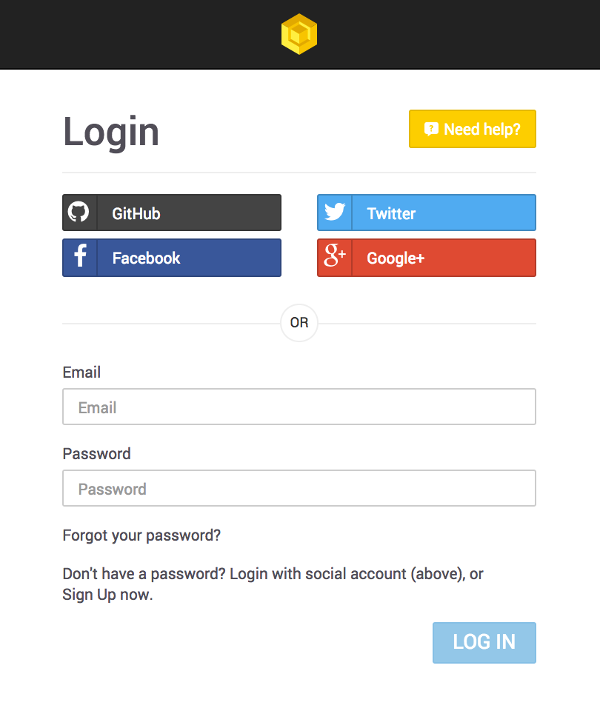 Login
Need help?
GitHub
Twitter
Facebook
Google+
OR
Email
Email
Password
Password
Forgot your password?
Don't have a password? Login with social account (above), or
Sign Up now.
LOG IN